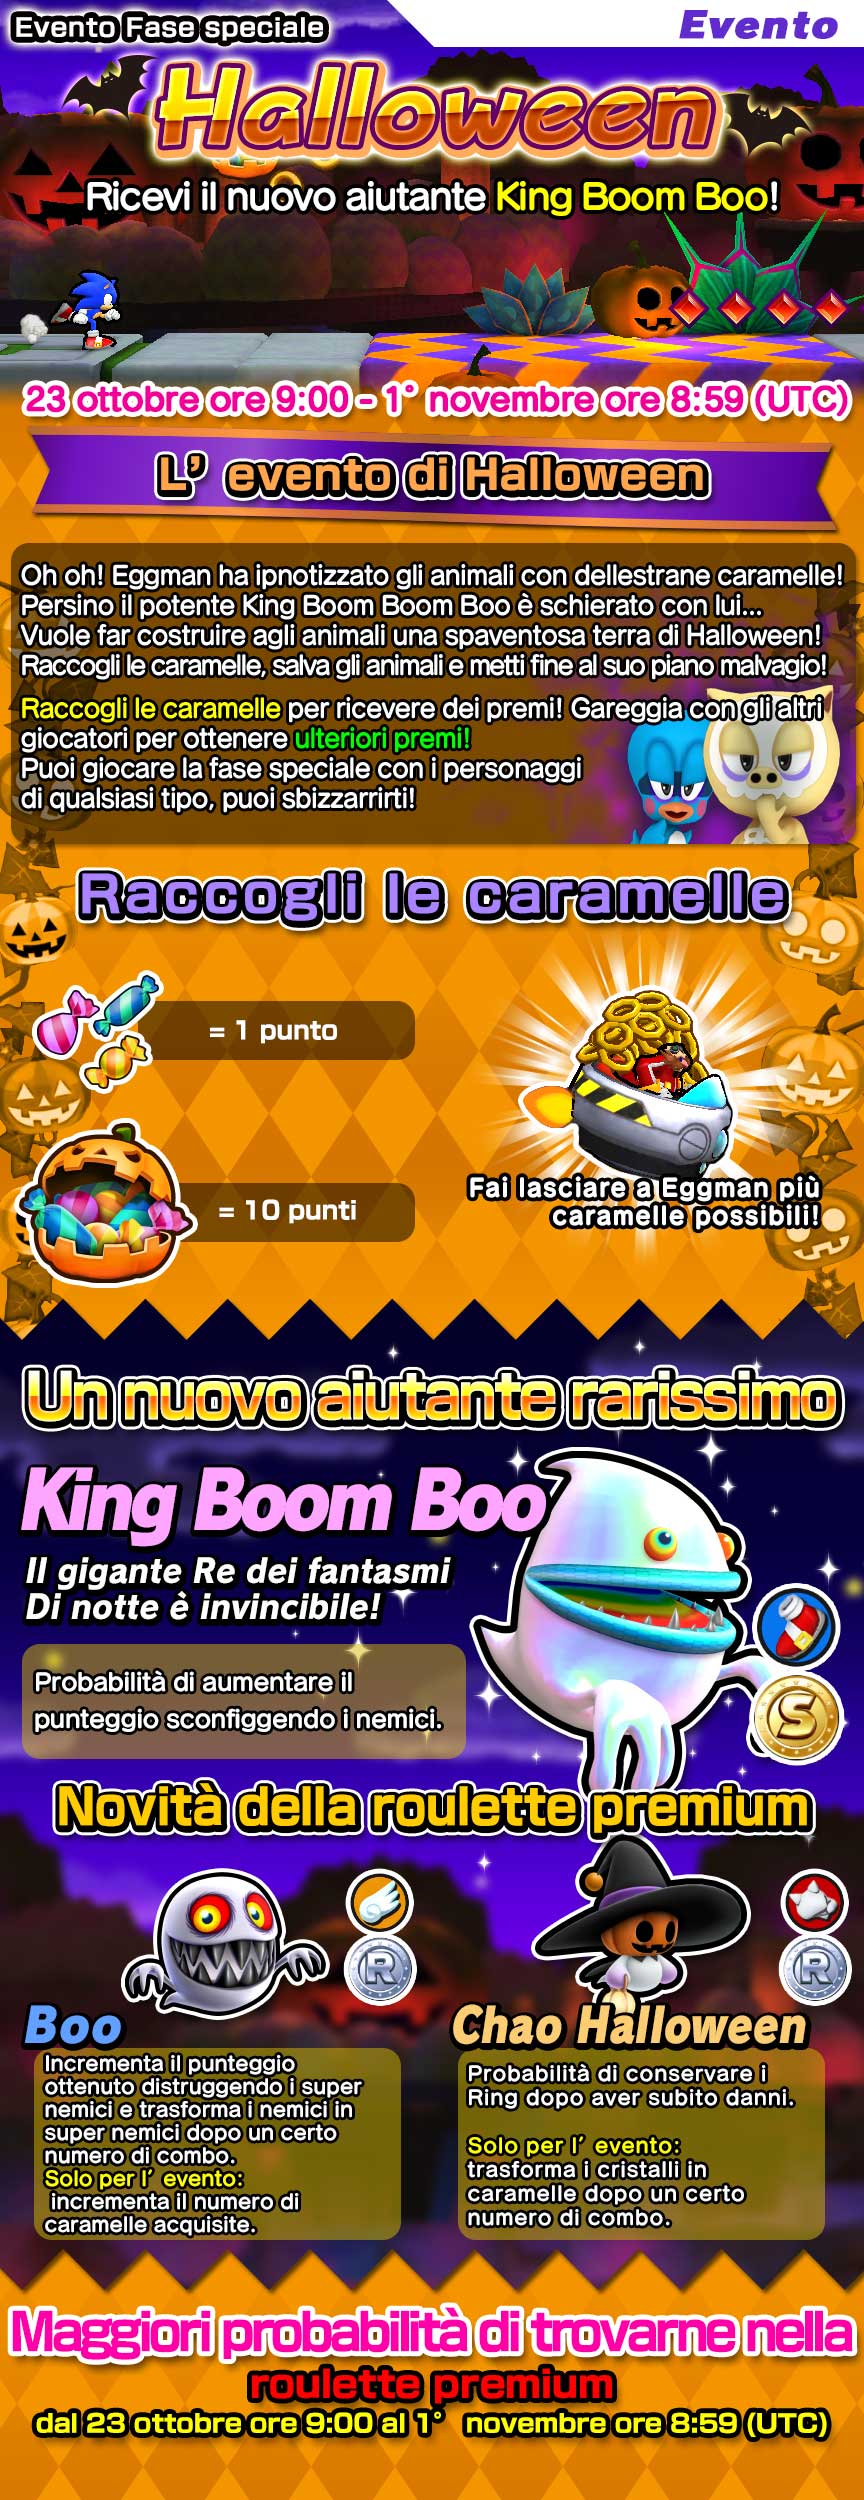 Evento Fase speciale
Evento
Halloween
Ricevi il nuovo aiutante King Boom Boo!
23 ottobre ore 9:00 - 1° novembre ore 8:59 (UTC)
L' evento di Halloween
Oh oh! Eggman ha ipnotizzato gli animali con dellestrane caramelle!
Persino il potente King Boom Boom Boo è schierato con lui...
Vuole far costruire agli animali una spaventosa terra di Halloween!
Raccogli le caramelle, salva gli animali e metti fine al suo piano malvagio!
Raccogli le caramelle per ricevere dei premi! Gareggia con gli altri
giocatori per ottenere ulteriori premi!
Puoi giocare la fase speciale con i personaggi
di qualsiasi tipo, puoi sbizzarrirti!
Raccogli le caramelle
= 1 punto
= 10 punti
Fai lasciare a Eggman più
caramelle possibili!
Un nuovo aiutante rarissimo
King Boom Boo
Il gigante Re dei fantasmi
Di notte è invincibile!
Probabilità di aumentare il
punteggio sconfiggendo i nemici.
S
Novità della roulette premium
R
R
Boo
Incrementa il punteggio
ottenuto distruggendo i super
nemici e trasforma i nemici in
super nemici dopo un certo
numero di combo.
Solo per l' evento:
incrementa il numero di
caramelle acquisite.
Chao Halloween
Probabilità di conservare i
Ring dopo aver subito danni.
Solo per l' evento:
trasforma i cristalli in
caramelle dopo un certo
numero di combo.
Maggiori probabilità di trovarne nella
roulette premium
dal 23 ottobre ore 9:00 al 1° novembre ore 8:59 (UTC)